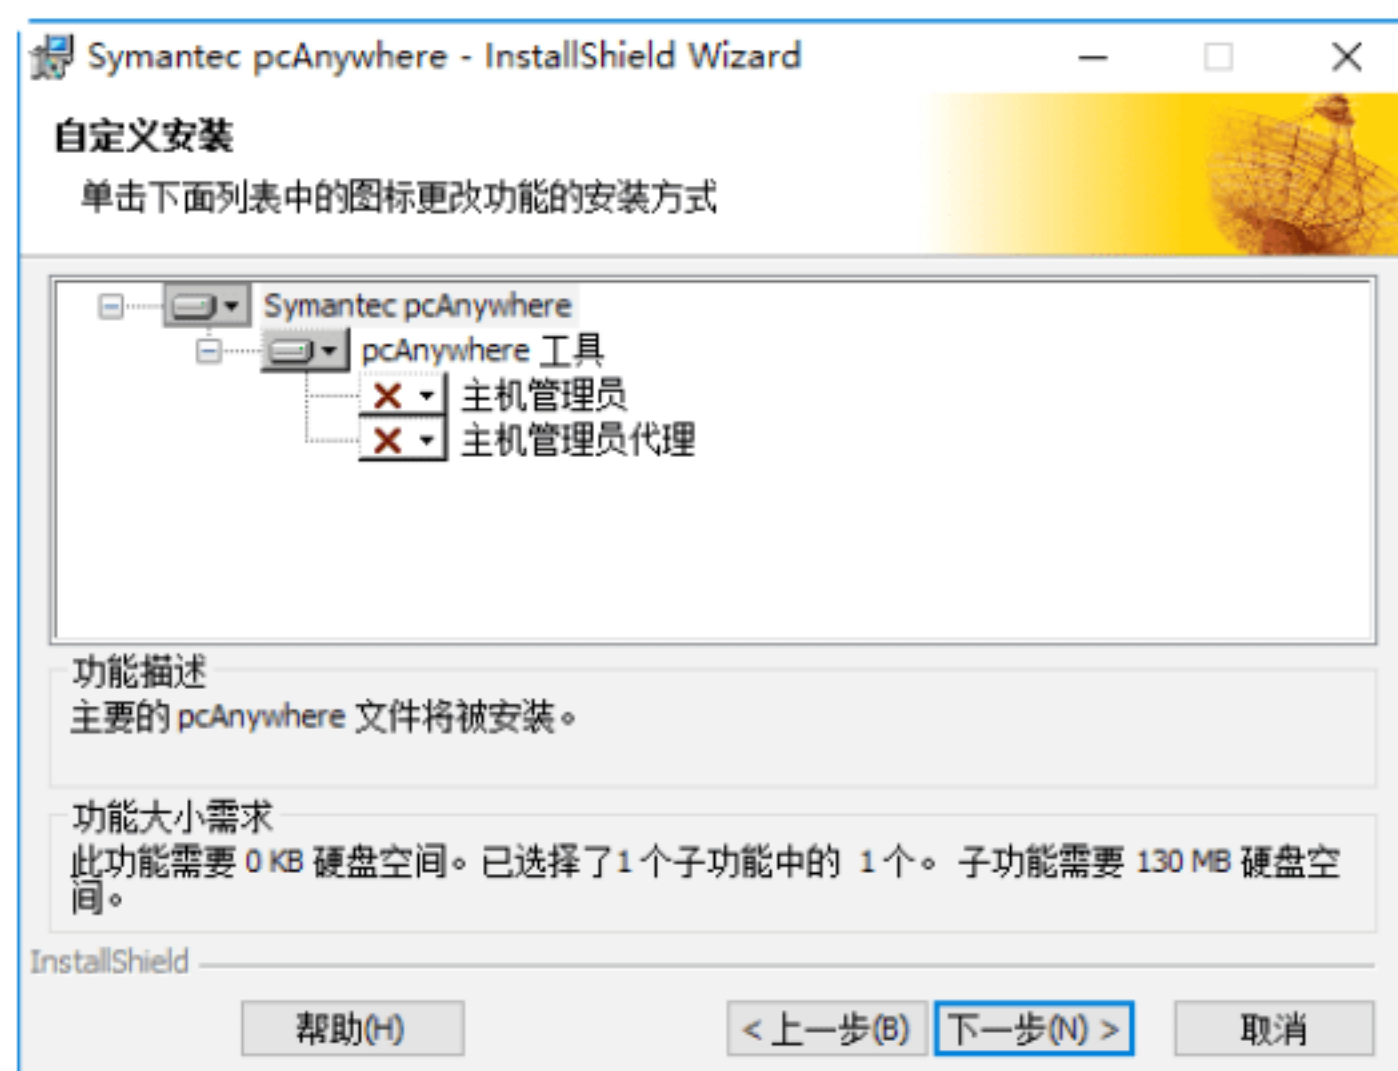 Symantec pcAnywhere - InstallShield Wizard
自定义安装
单击下面列表中的图标更改功能的安装方式
Symantec pcAnywhere
pcAnywhere 工具
主机管理员
主机管理员代理
功能描述
主要的 pcAnywhere 文件将被安装。
功能大小需求
此功能需要 0 KB 硬盘空间。已选择了1 个子功能中的 1 个。 子功能需要 130 MB 硬盘空
间。
InstallShield
帮助(H)
< 上一步(B)
下一步(N) >
取消